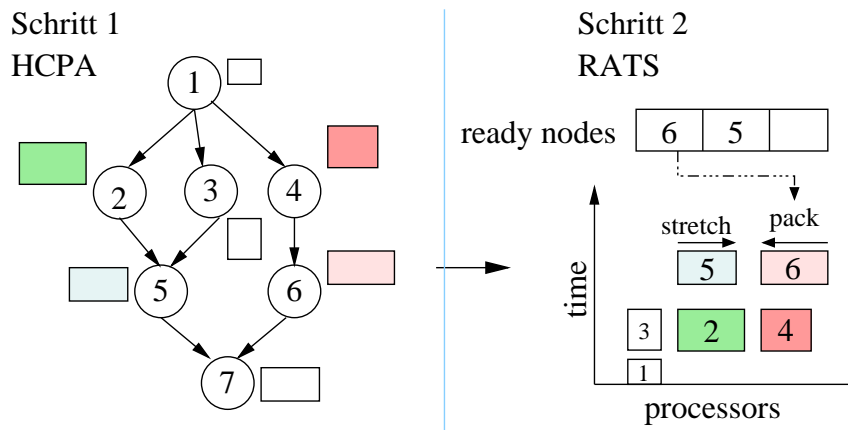 Schritt 1
HCPA
1
2
3
4
5
6
7
Schritt 2
RATS
ready nodes 6 5
stretch
pack
5 6
3 2 4
1
time
processors